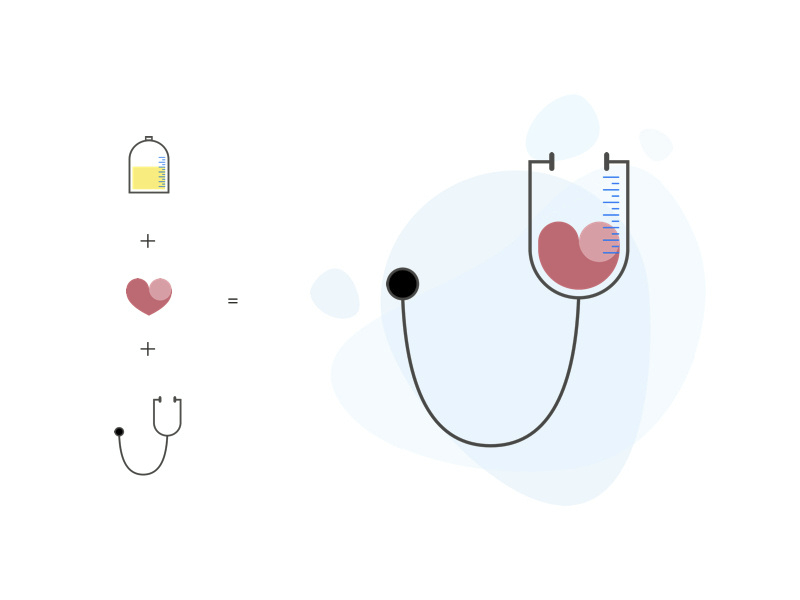 +
=
+